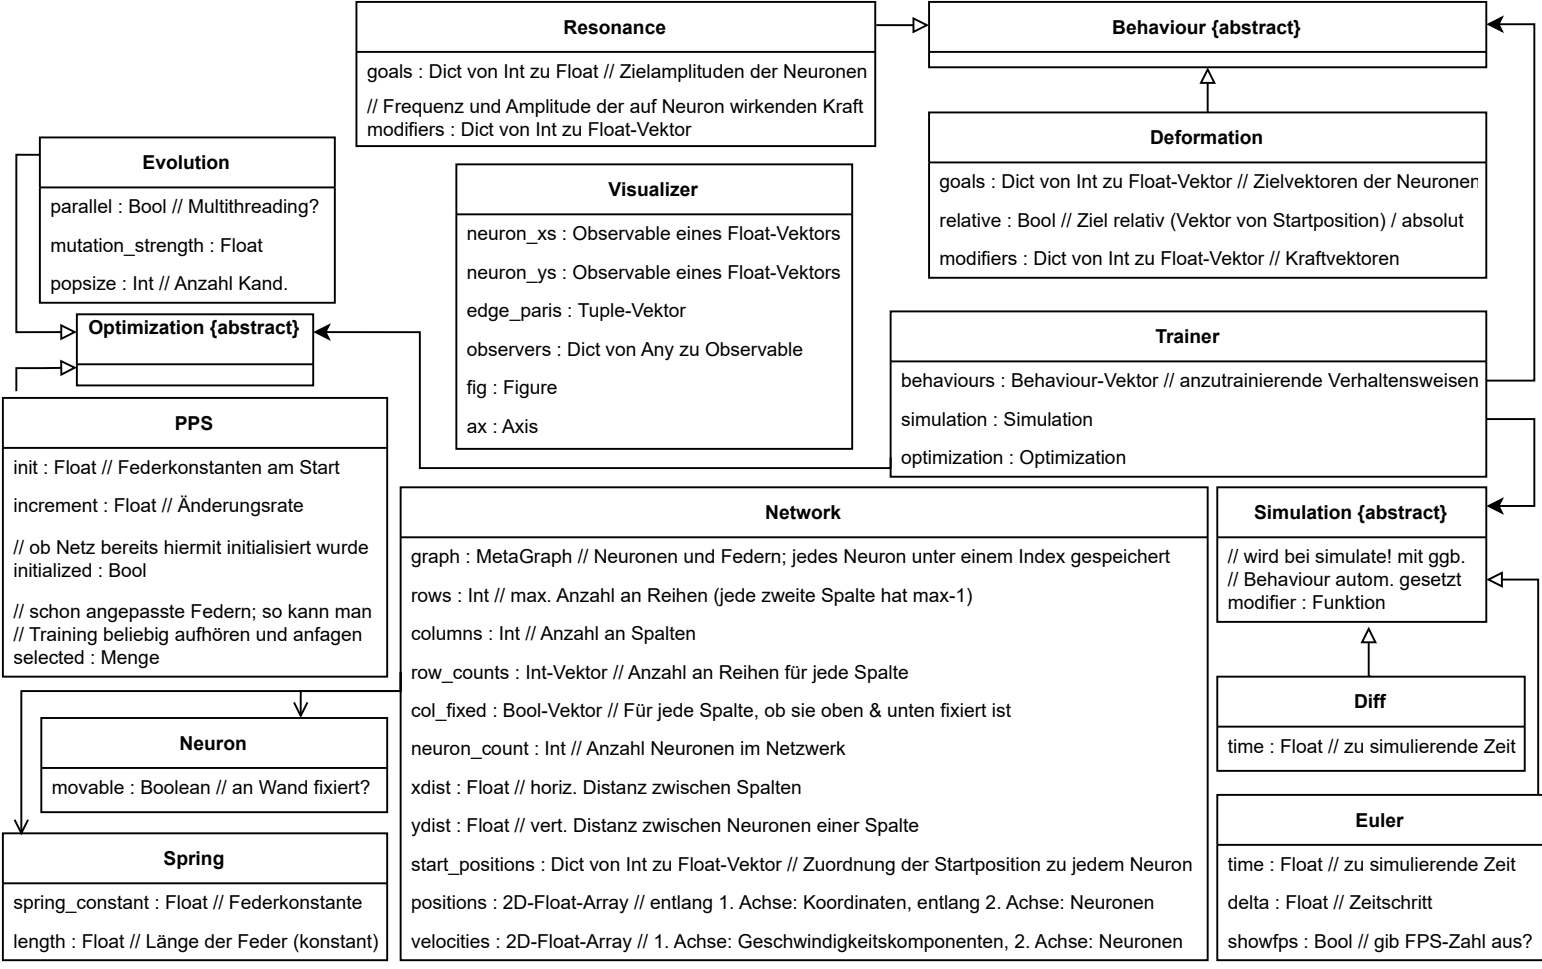 Resonance
goals : Dict von Int zu Float // Zielamplituden der Neuronen
// Frequenz und Amplitude der auf Neuron wirkenden Kraft
modifiers : Dict von Int zu Float-Vektor
Behaviour {abstract}
Deformation
goals : Dict von Int zu Float-Vektor // Zielvektoren der Neuronen
relative : Bool // Ziel relativ (Vektor von Startposition) / absolut
modifiers : Dict von Int zu Float-Vektor // Kraftvektoren
Evolution
parallel : Bool // Multithreading?
mutation_strength : Float
popsize : Int // Anzahl Kand.
Visualizer
neuron_xs : Observable eines Float-Vektors
neuron_ys : Observable eines Float-Vektors
edge_paris : Tuple-Vektor
observers : Dict von Any zu Observable
fig : Figure
ax : Axis
Optimization {abstract}
Trainer
behaviours : Behaviour-Vektor // anzutrainierende Verhaltensweisen
simulation : Simulation
optimization : Optimization
PPS
init : Float // Federkonstanten am Start
increment : Float // Änderungsrate
// ob Netz bereits hiermit initialisiert wurde
initialized : Bool
// schon angepasste Federn; so kann man
// Training beliebig aufhören und anfagen
selected : Menge
Network
graph : MetaGraph // Neuronen und Federn; jedes Neuron unter einem Index gespeichert
rows : Int // max. Anzahl an Reihen (jede zweite Spalte hat max-1)
columns : Int // Anzahl an Spalten
row_counts : Int-Vektor // Anzahl an Reihen für jede Spalte
col_fixed : Bool-Vektor // Für jede Spalte, ob sie oben & unten fixiert ist
neuron_count : Int // Anzahl Neuronen im Netzwerk
xdist : Float // horiz. Distanz zwischen Spalten
ydist : Float // vert. Distanz zwischen Neuronen einer Spalte
start_positions : Dict von Int zu Float-Vektor // Zuordnung der Startposition zu jedem Neuron
positions : 2D-Float-Array // entlang 1. Achse: Koordinaten, entlang 2. Achse: Neuronen
velocities : 2D-Float-Array // 1. Achse: Geschwindigkeitskomponenten, 2. Achse: Neuronen
Simulation {abstract}
// wird bei simulate! mit ggb.
// Behaviour autom. gesetzt
modifier : Funktion
Diff
time : Float // zu simulierende Zeit
Neuron
movable : Boolean // an Wand fixiert?
Euler
time : Float // zu simulierende Zeit
delta : Float // Zeitschritt
showfps : Bool // gib FPS-Zahl aus?
Spring
spring_constant : Float // Federkonstante
length : Float // Länge der Feder (konstant)